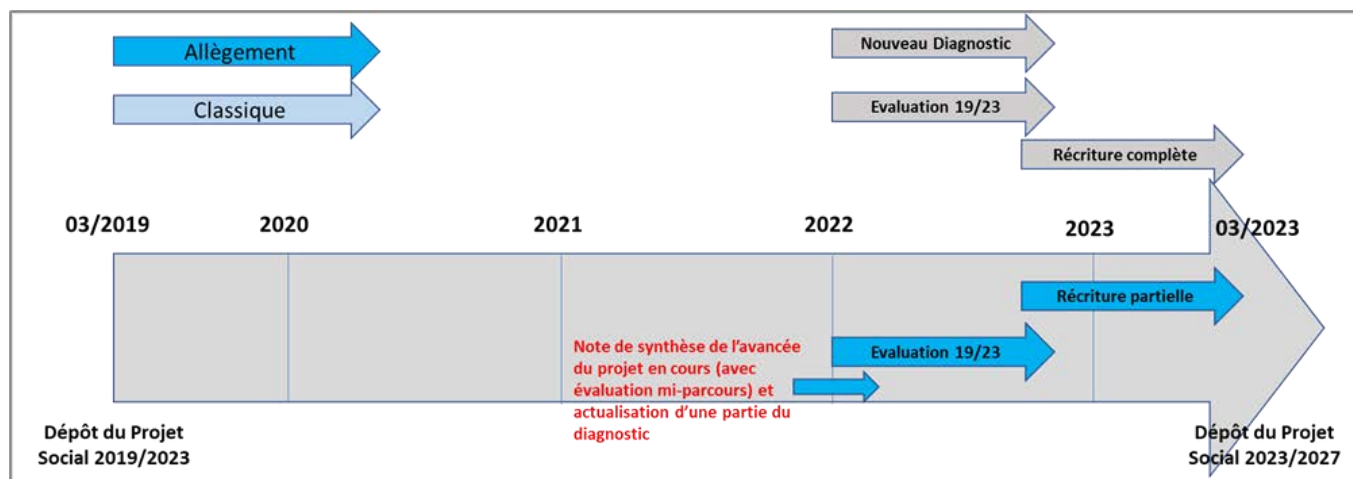 Allègement
Nouveau Diagnostic
Classique
Evaluation 19/23
Récriture complète
03/2019
2020
2021
2022
2023
03/2023
Récriture partielle
Note de synthèse de l'avancée
du projet en cours (avec
évaluation mi-parcours) et
actualisation d'une partie du
diagnostic
Evaluation 19/23
Dépôt du Projet
Social 2019/2023
Dépôt du Projet
Social 2023/2027